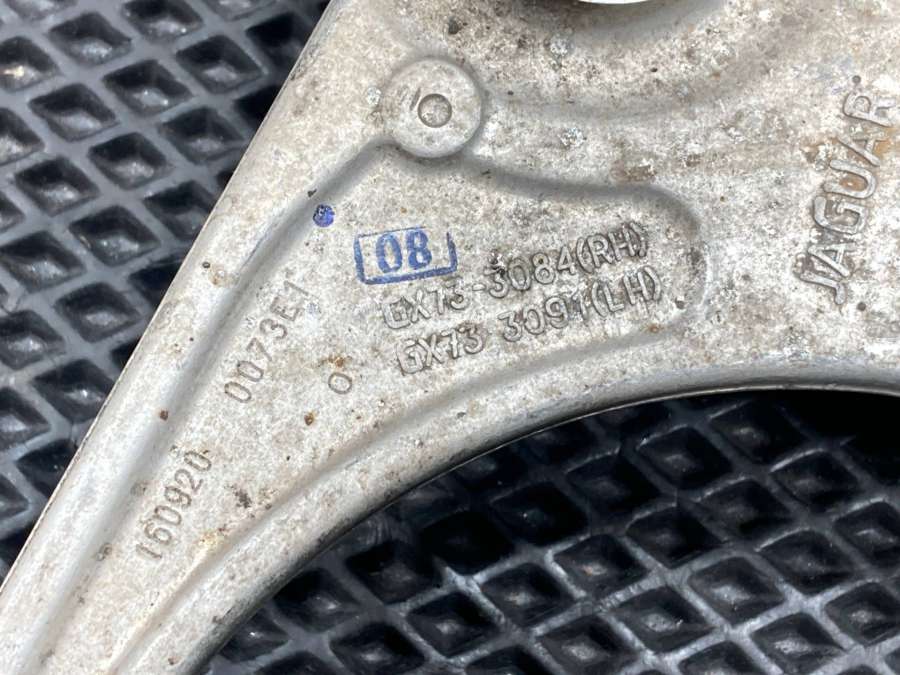 08
GX73-3084(RH)
GX73 3091(LH)
JAGUAR
0073E1
160920